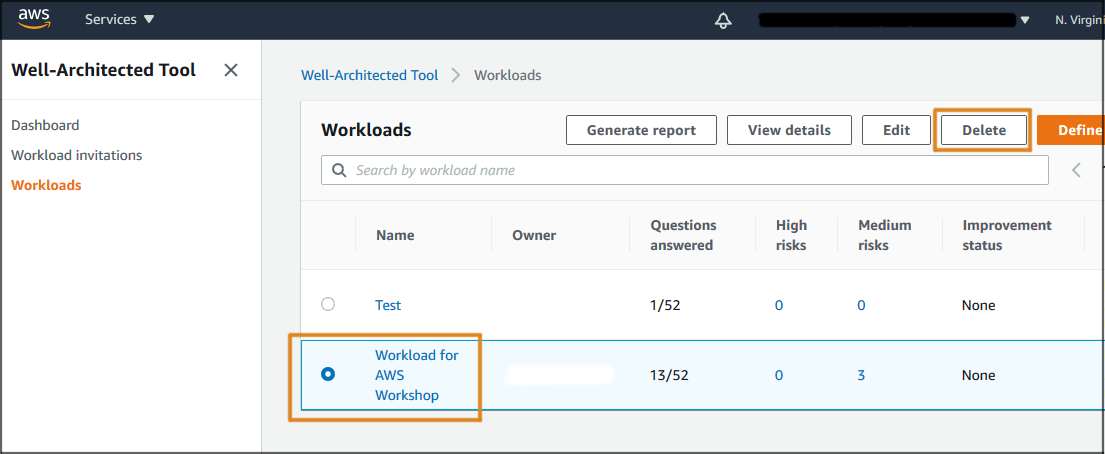 aws
Services
N. Virgini
Well-Architected Tool
Dashboard
Workload invitations
Workloads
Well-Architected Tool
Workloads
Workloads
Generate report
View details
Edit
Delete
Define
Search by workload name
Name
Owner
Questions
answered
High
risks
Medium
risks
Improvement
status
Test
1/52
0
0
None
Workload for
AWS
Workshop
13/52
0
3
None